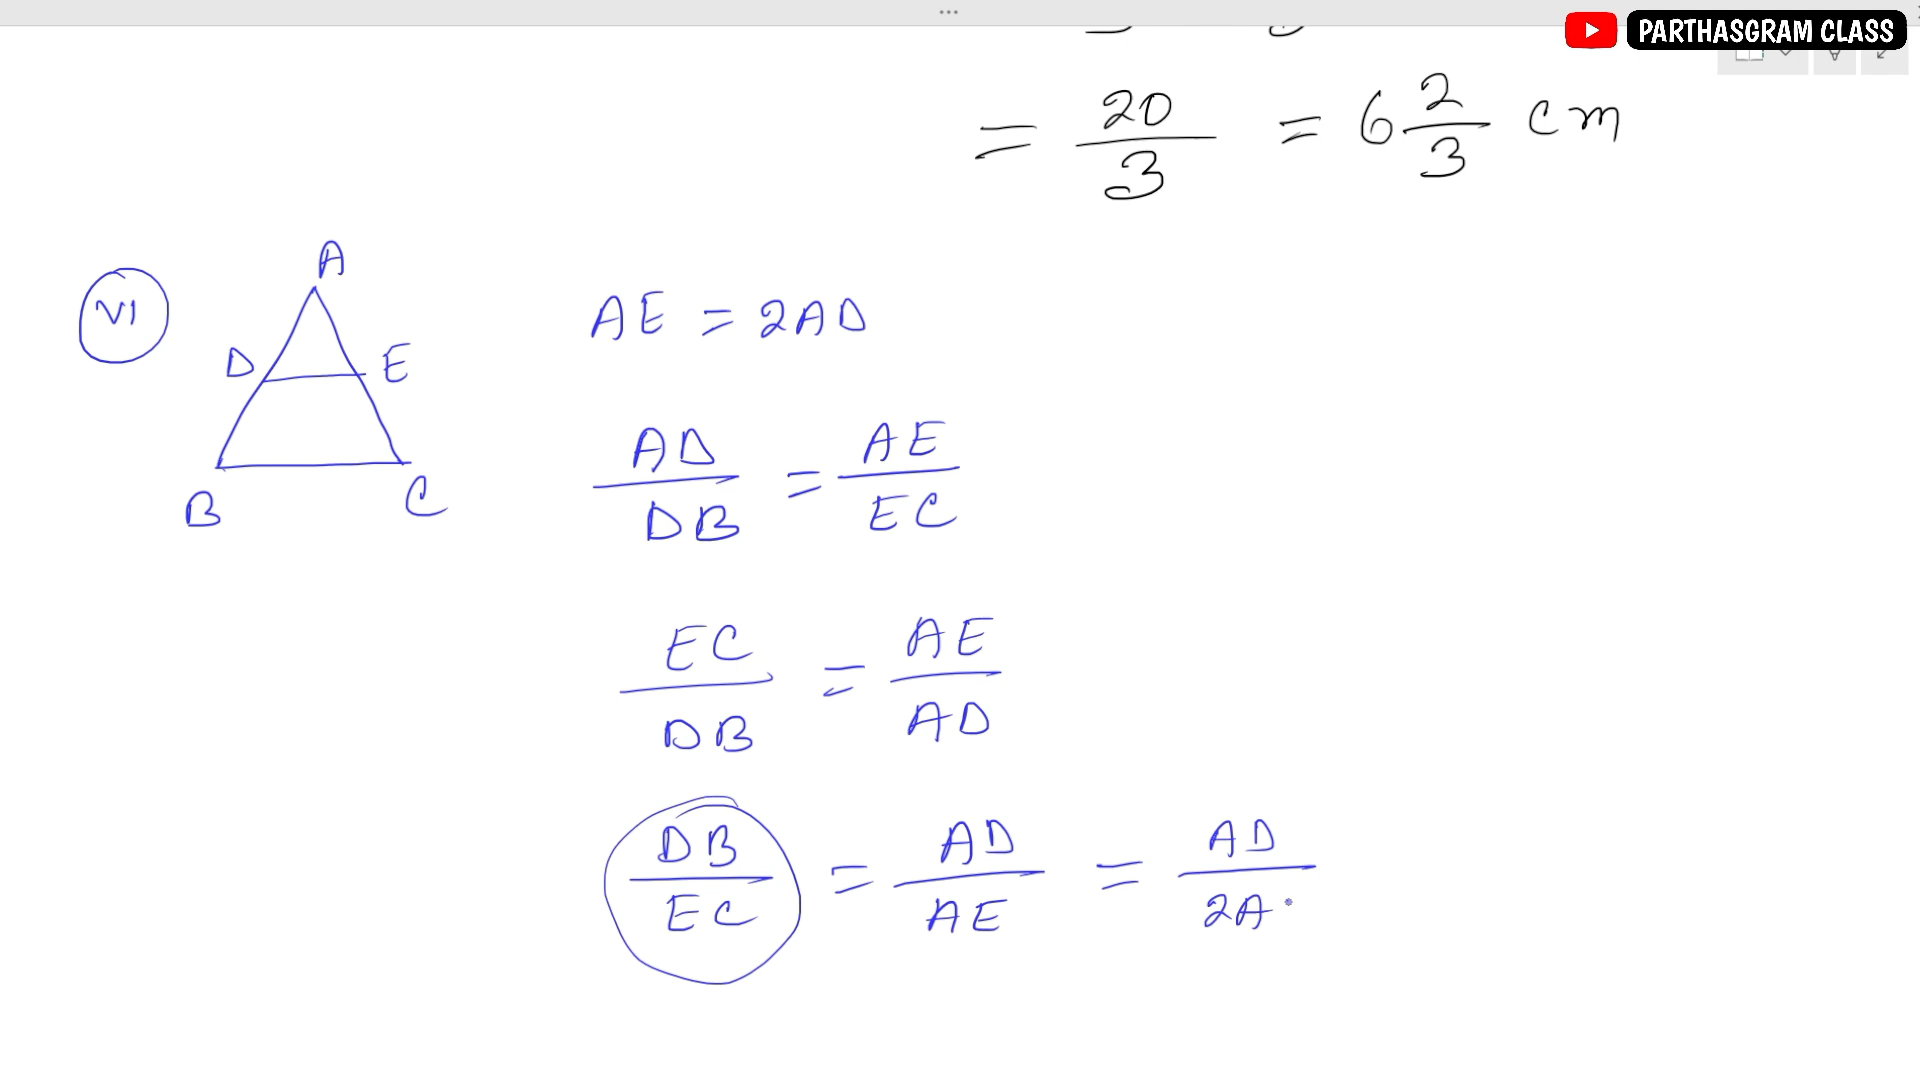 PARTHASGRAM CLASS
= 20/3 = 6 2/3 cm
VI
A
D E
B C
AE = 2AD
AD/DB = AE/EC
EC/DB = AE/AD
DB/EC = AD/AE = AD/2A